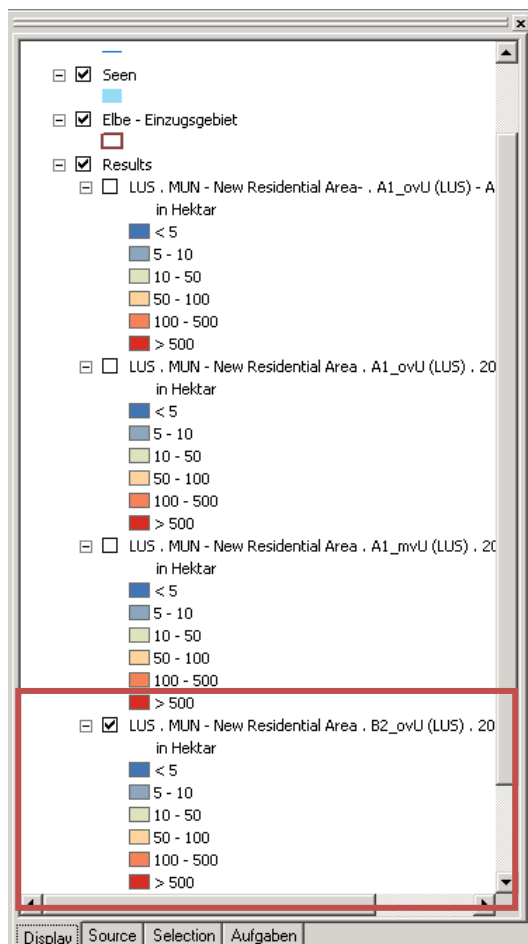 Seen
Elbe - Einzugsgebiet
Results
LUS . MUN - New Residential Area- . A1_ovU (LUS) - A
in Hektar
< 5
5 - 10
10 - 50
50 - 100
100 - 500
> 500
LUS . MUN - New Residential Area . A1_ovU (LUS) . 20
in Hektar
< 5
5 - 10
10 - 50
50 - 100
100 - 500
> 500
LUS . MUN - New Residential Area . A1_mvU (LUS) . 20
in Hektar
< 5
5 - 10
10 - 50
50 - 100
100 - 500
> 500
LUS . MUN - New Residential Area . B2_ovU (LUS) . 20
in Hektar
< 5
5 - 10
10 - 50
50 - 100
100 - 500
> 500
Display Source Selection Aufgaben